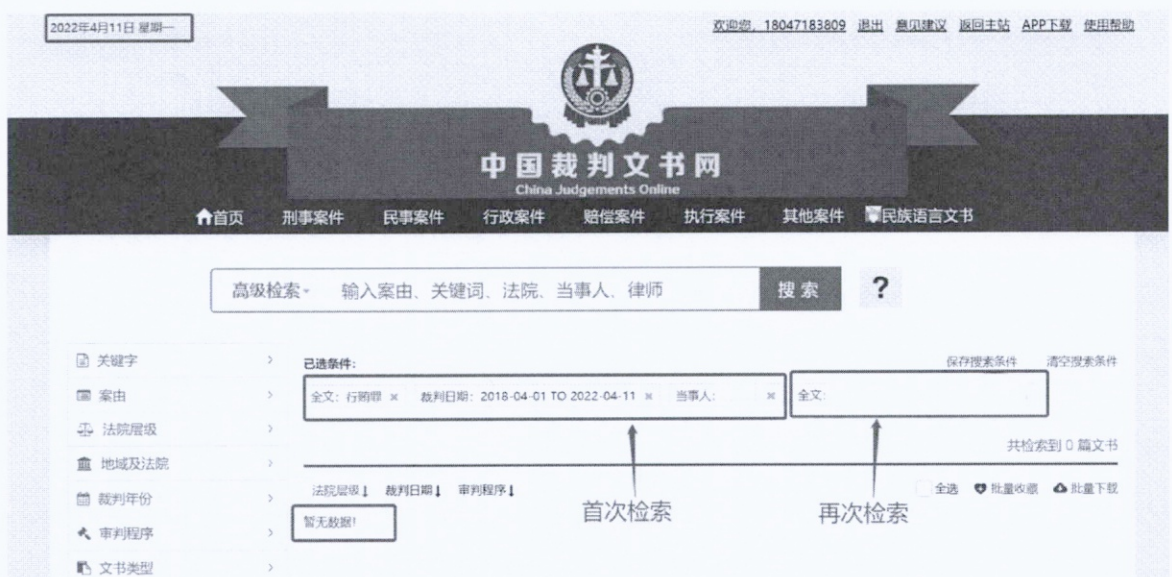 2022年4月11日 星期一
欢迎您，18047183809 退出 意见建议 返回主站 APP下载 使用帮助
中国裁判文书网
China Judgements Online
首页 刑事案件 民事案件 行政案件 赔偿案件 执行案件 其他案件 民族语言文书
高级检索 输入案由、关键词、法院、当事人、律师 搜索 ?
关键字
已选条件:
保存搜索条件 清空搜索条件
案由
全文: 行贿罪 × 裁判日期: 2018-04-01 TO 2022-04-11 × 当事人: × 全文:
法院层级
共检索到 0 篇文书
地域及法院
法院层级↓ 裁判日期↓ 审判程序↓
全选 批量收藏 批量下载
裁判年份
首次检索 再次检索
暂无数据!
审判程序
文书类型